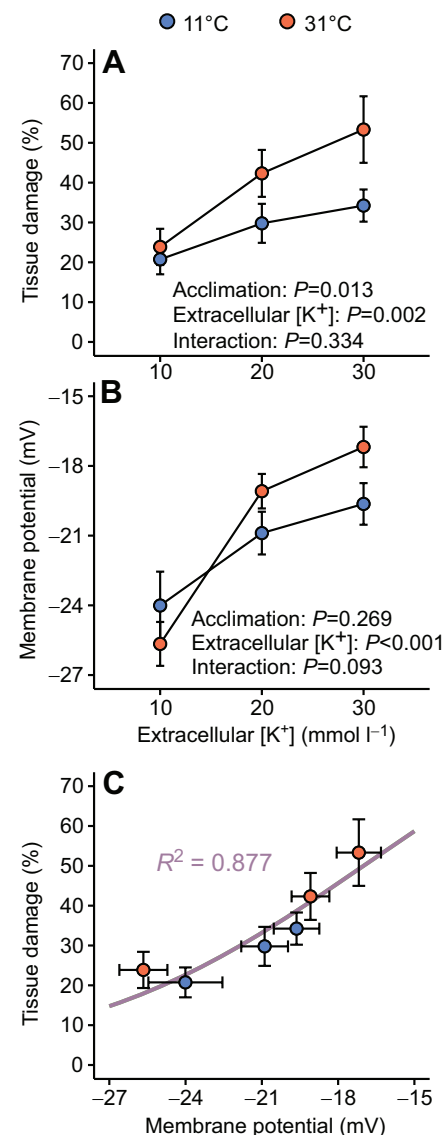 11°C 31°C
A
70
60
50
40
30
20
10
0
Tissue damage (%)
Acclimation: P=0.013
Extracellular [K⁺]: P=0.002
Interaction: P=0.334
10 20 30
B
–15
–18
–21
–24
–27
Membrane potential (mV)
Acclimation: P=0.269
Extracellular [K⁺]: P<0.001
Interaction: P=0.093
10 20 30
Extracellular [K⁺] (mmol l⁻¹)
C
70
60
50
40
30
20
10
0
Tissue damage (%)
R² = 0.877
–27 –24 –21 –18 –15
Membrane potential (mV)